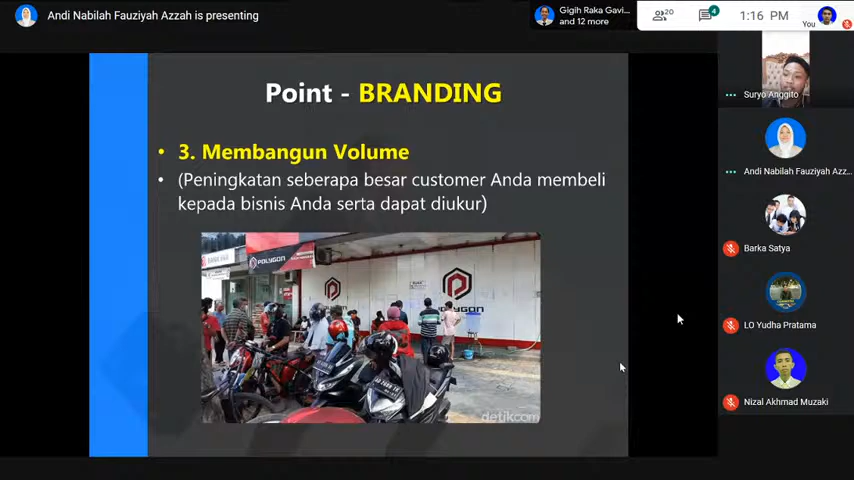 Andi Nabilah Fauziyah Azzah is presenting
Gigih Raka Gavi...
and 12 more
20
4
1:16 PM
You
Point - BRANDING
• 3. Membangun Volume
• (Peningkatan seberapa besar customer Anda membeli
kepada bisnis Anda serta dapat diukur)
POLYGON
POLYGON
detikcom
Suryo Anggito
Andi Nabilah Fauziyah Azz...
Barka Satya
LO Yudha Pratama
Nizal Akhmad Muzaki